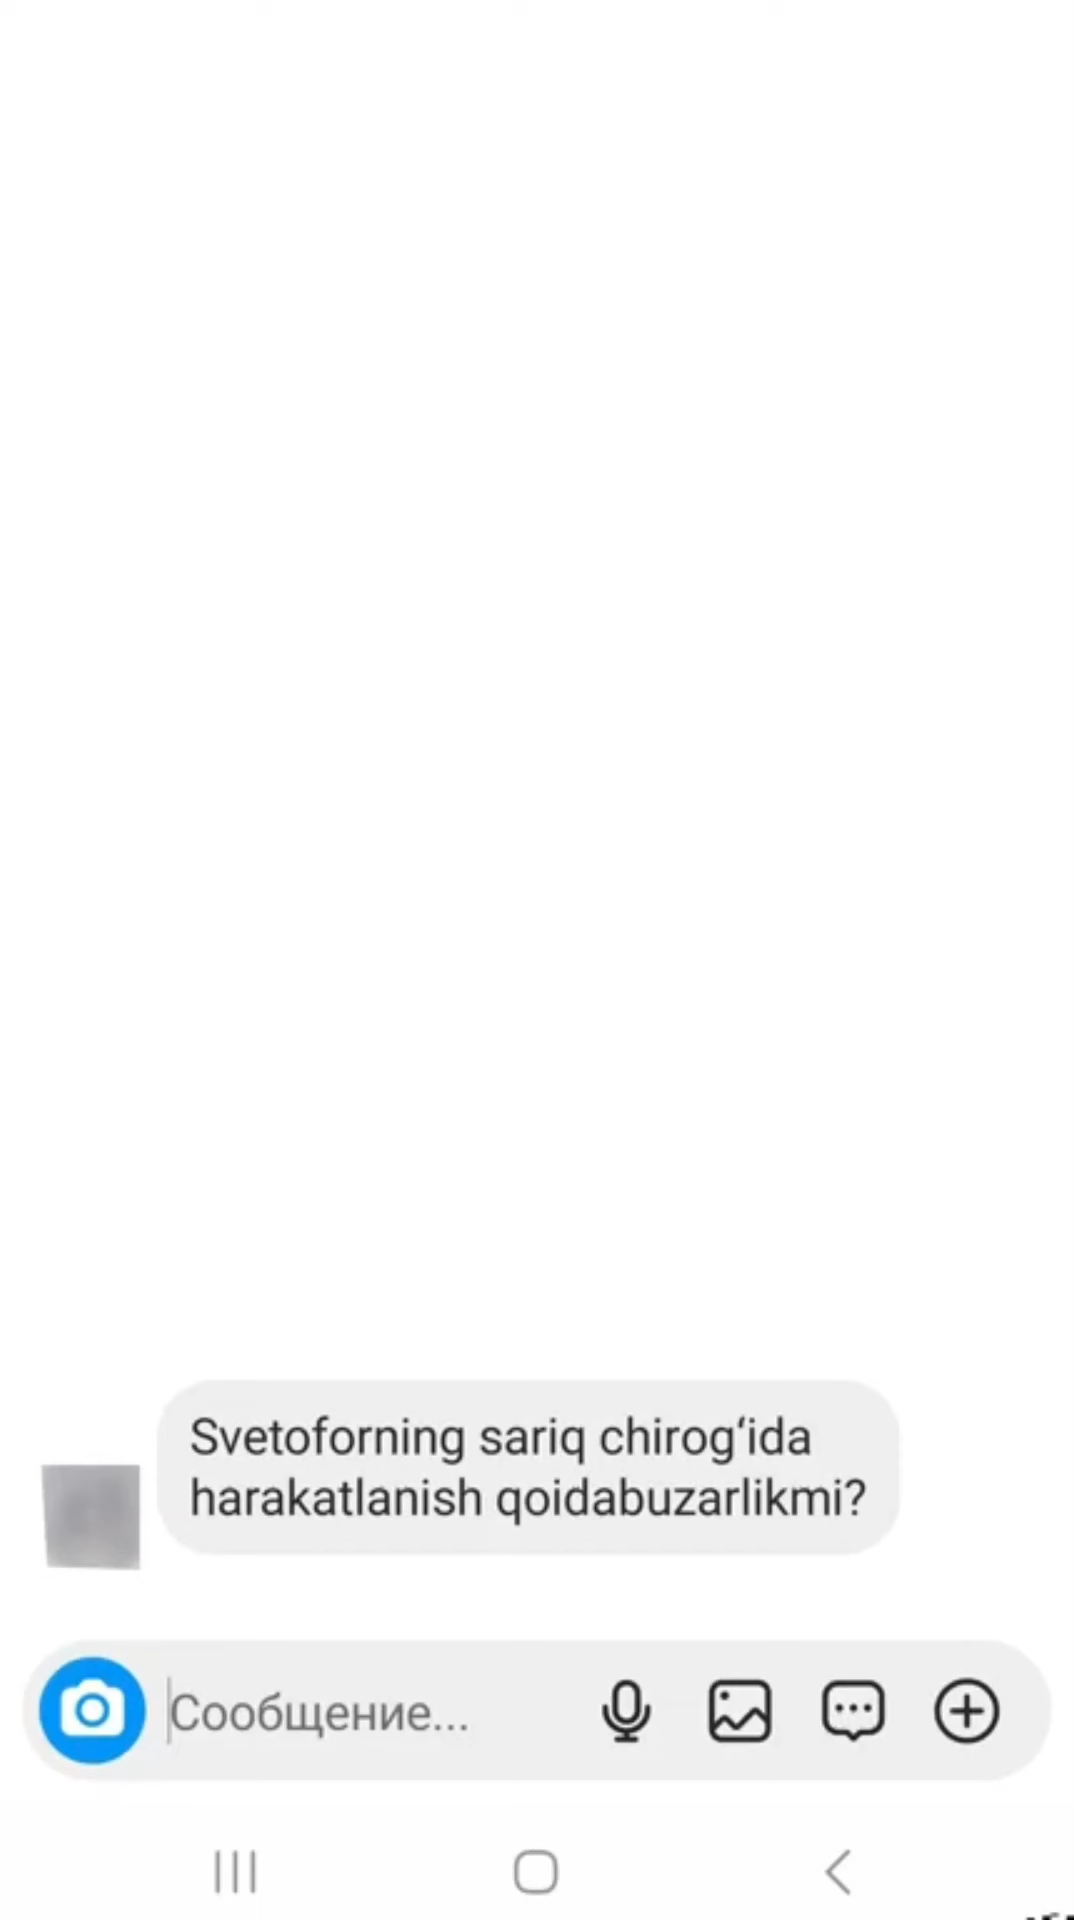 Svetoforning sariq chirog‘ida
harakatlanish qoidabuzarlikmi?
Сообщение...